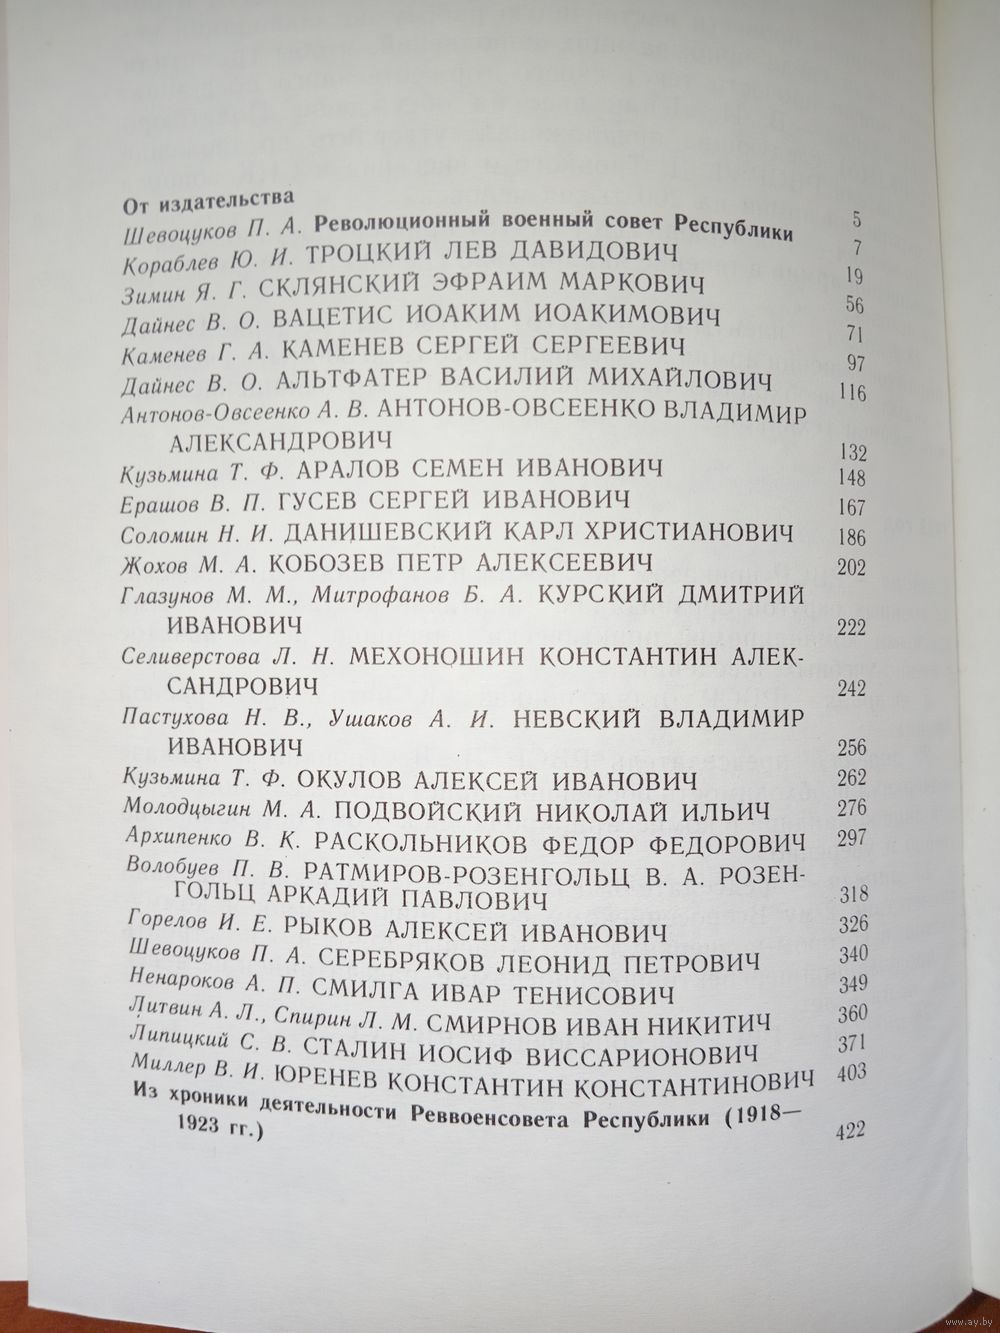 От издательства 5
Шевоцуков П. А. Революционный военный совет Республики 7
Кораблев Ю. И. ТРОЦКИЙ ЛЕВ ДАВИДОВИЧ 19
Зимин Я. Г. СКЛЯНСКИЙ ЭФРАИМ МАРКОВИЧ 56
Дайнес В. О. ВАЦЕТИС ИОАКИМ ИОАКИМОВИЧ 71
Каменев Г. А. КАМЕНЕВ СЕРГЕЙ СЕРГЕЕВИЧ 97
Дайнес В. О. АЛЬТФАТЕР ВАСИЛИЙ МИХАЙЛОВИЧ 116
Антонов-Овсеенко А. В. АНТОНОВ-ОВСЕЕНКО ВЛАДИМИР
АЛЕКСАНДРОВИЧ 132
Кузьмина Т. Ф. АРАЛОВ СЕМЕН ИВАНОВИЧ 148
Ерашов В. П. ГУСЕВ СЕРГЕЙ ИВАНОВИЧ 167
Соломин Н. И. ДАНИШЕВСКИЙ КАРЛ ХРИСТИАНОВИЧ 186
Жохов М. А. КОБОЗЕВ ПЕТР АЛЕКСЕЕВИЧ 202
Глазунов М. М., Митрофанов Б. А. КУРСКИЙ ДМИТРИЙ
ИВАНОВИЧ 222
Селиверстова Л. Н. МЕХОНОШИН КОНСТАНТИН АЛЕК-
САНДРОВИЧ 242
Пастухова Н. В., Ушаков А. И. НЕВСКИЙ ВЛАДИМИР
ИВАНОВИЧ 256
Кузьмина Т. Ф. ОКУЛОВ АЛЕКСЕЙ ИВАНОВИЧ 262
Молодцыгин М. А. ПОДВОЙСКИЙ НИКОЛАЙ ИЛЬИЧ 276
Архипенко В. К. РАСКОЛЬНИКОВ ФЕДОР ФЕДОРОВИЧ 297
Волобуев П. В. РАТМИРОВ-РОЗЕНГОЛЬЦ В. А. РОЗЕН-
ГОЛЬЦ АРКАДИЙ ПАВЛОВИЧ 318
Горелов И. Е. РЫКОВ АЛЕКСЕЙ ИВАНОВИЧ 326
Шевоцуков П. А. СЕРЕБРЯКОВ ЛЕОНИД ПЕТРОВИЧ 340
Ненароков А. П. СМИЛГА ИВАР ТЕНИСОВИЧ 349
Литвин А. Л., Спирин Л. М. СМИРНОВ ИВАН НИКИТИЧ 360
Липицкий С. В. СТАЛИН ИОСИФ ВИССАРИОНОВИЧ 371
Миллер В. И. ЮРЕНЕВ КОНСТАНТИН КОНСТАНТИНОВИЧ 403
Из хроники деятельности Реввоенсовета Республики (1918—
1923 гг.) 422
www.ay.by